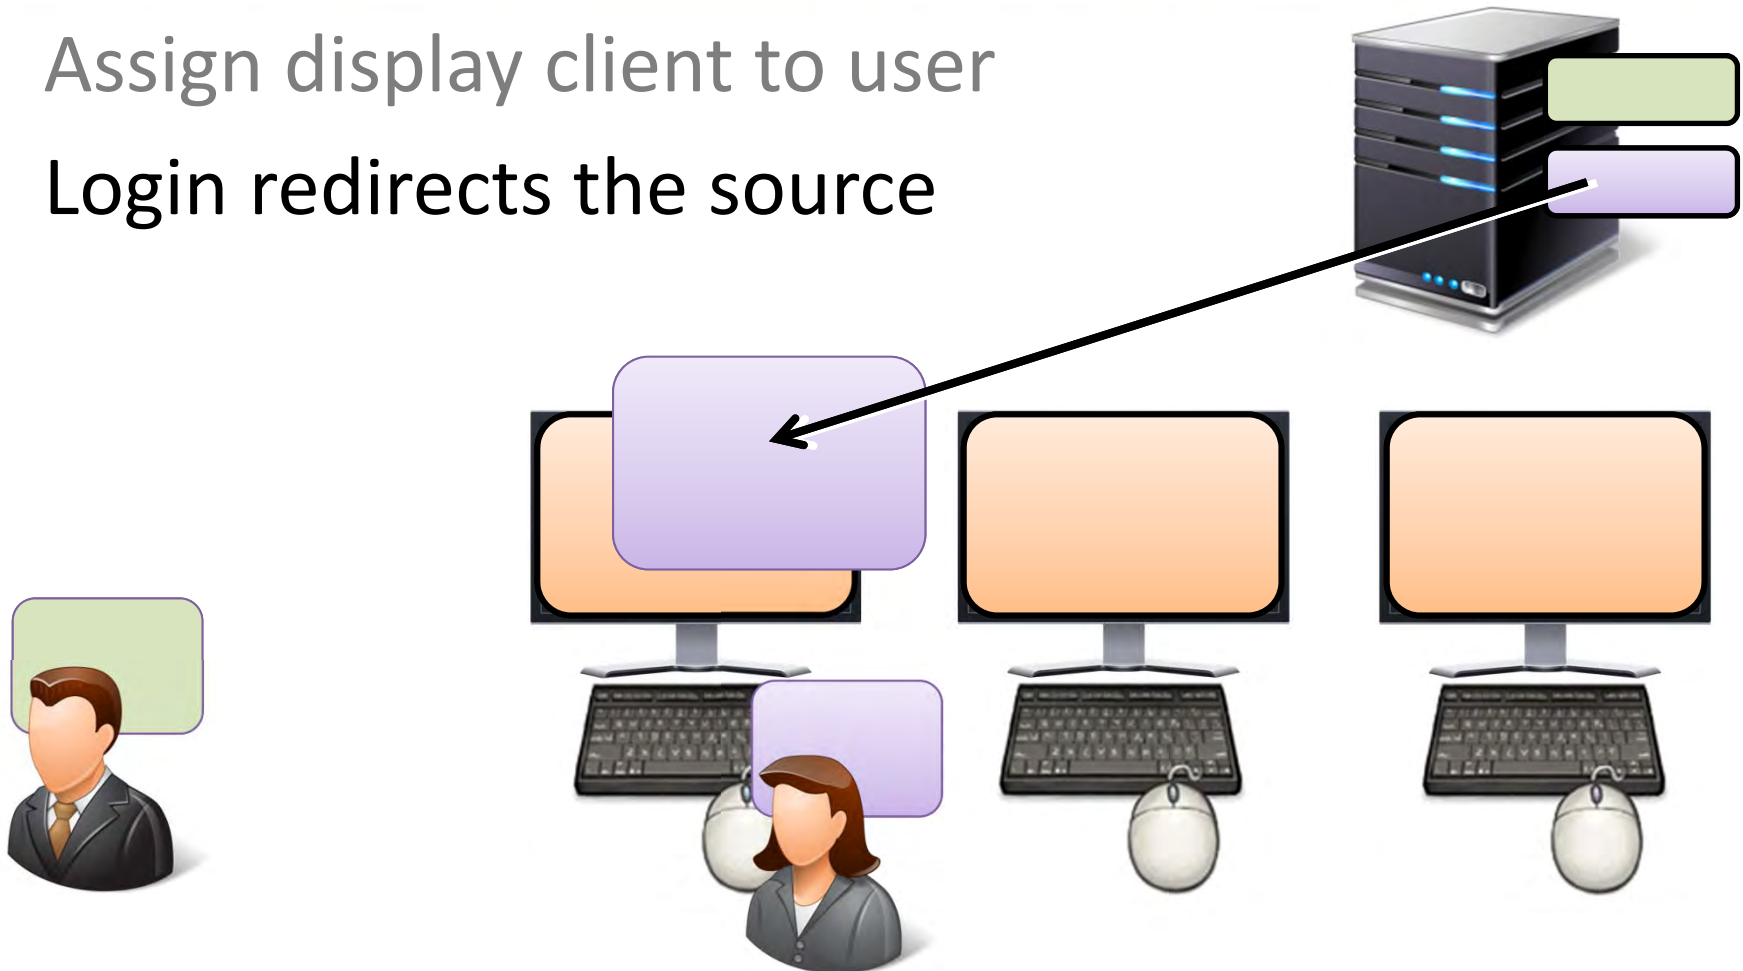 Assign display client to user
Login redirects the source